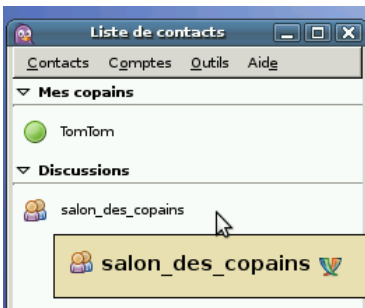 Liste de contacts
Contacts Comptes Outils Aide
Mes copains
TomTom
Discussions
salon_des_copains
salon_des_copains